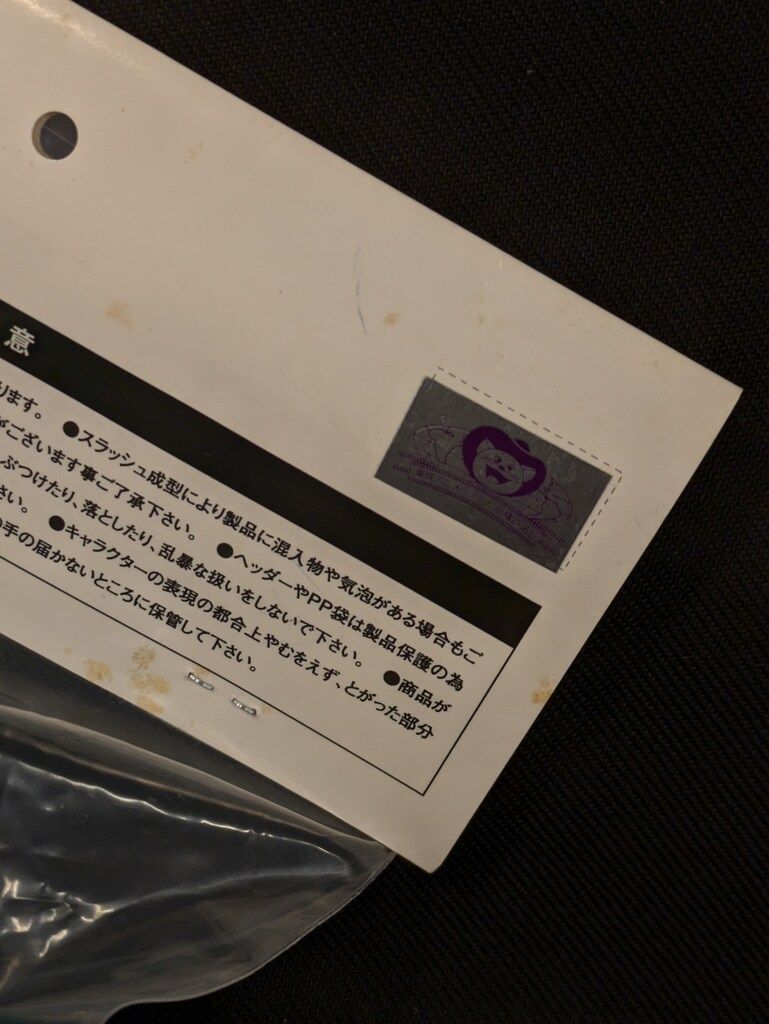 意
ります。 ●スラッシュ成型により製品に混入物や気泡がある場合もご
がございます事ご了承下さい。 ●ヘッダーやPP袋は製品保護の為
ぶつけたり、落としたり、乱暴な扱いをしないで下さい。 ●商品が
さい。 ●キャラクターの表現の都合上やむをえず、とがった部分
の手の届かないところに保管して下さい。